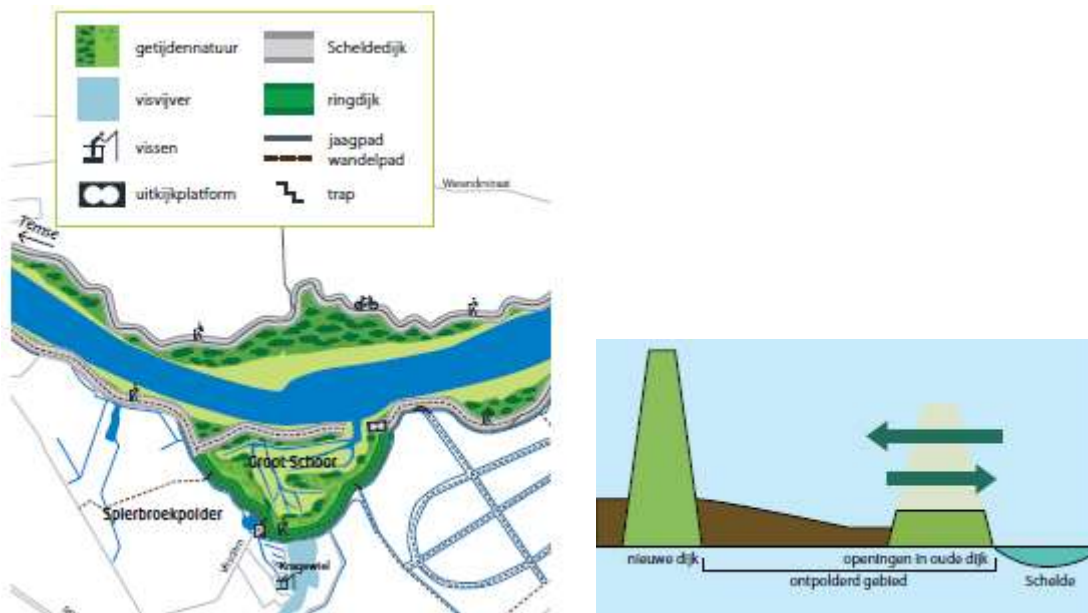 getijdennatuur
Scheldedijk
visvijver
ringdijk
vissen
jaagpad
wandelpad
uitkijkplatform
trap
Temse
Groot Schoor
Spierbroekpolder
Kragewiel
nieuwe dijk
openingen in oude dijk
ontpolderd gebied
Schelde